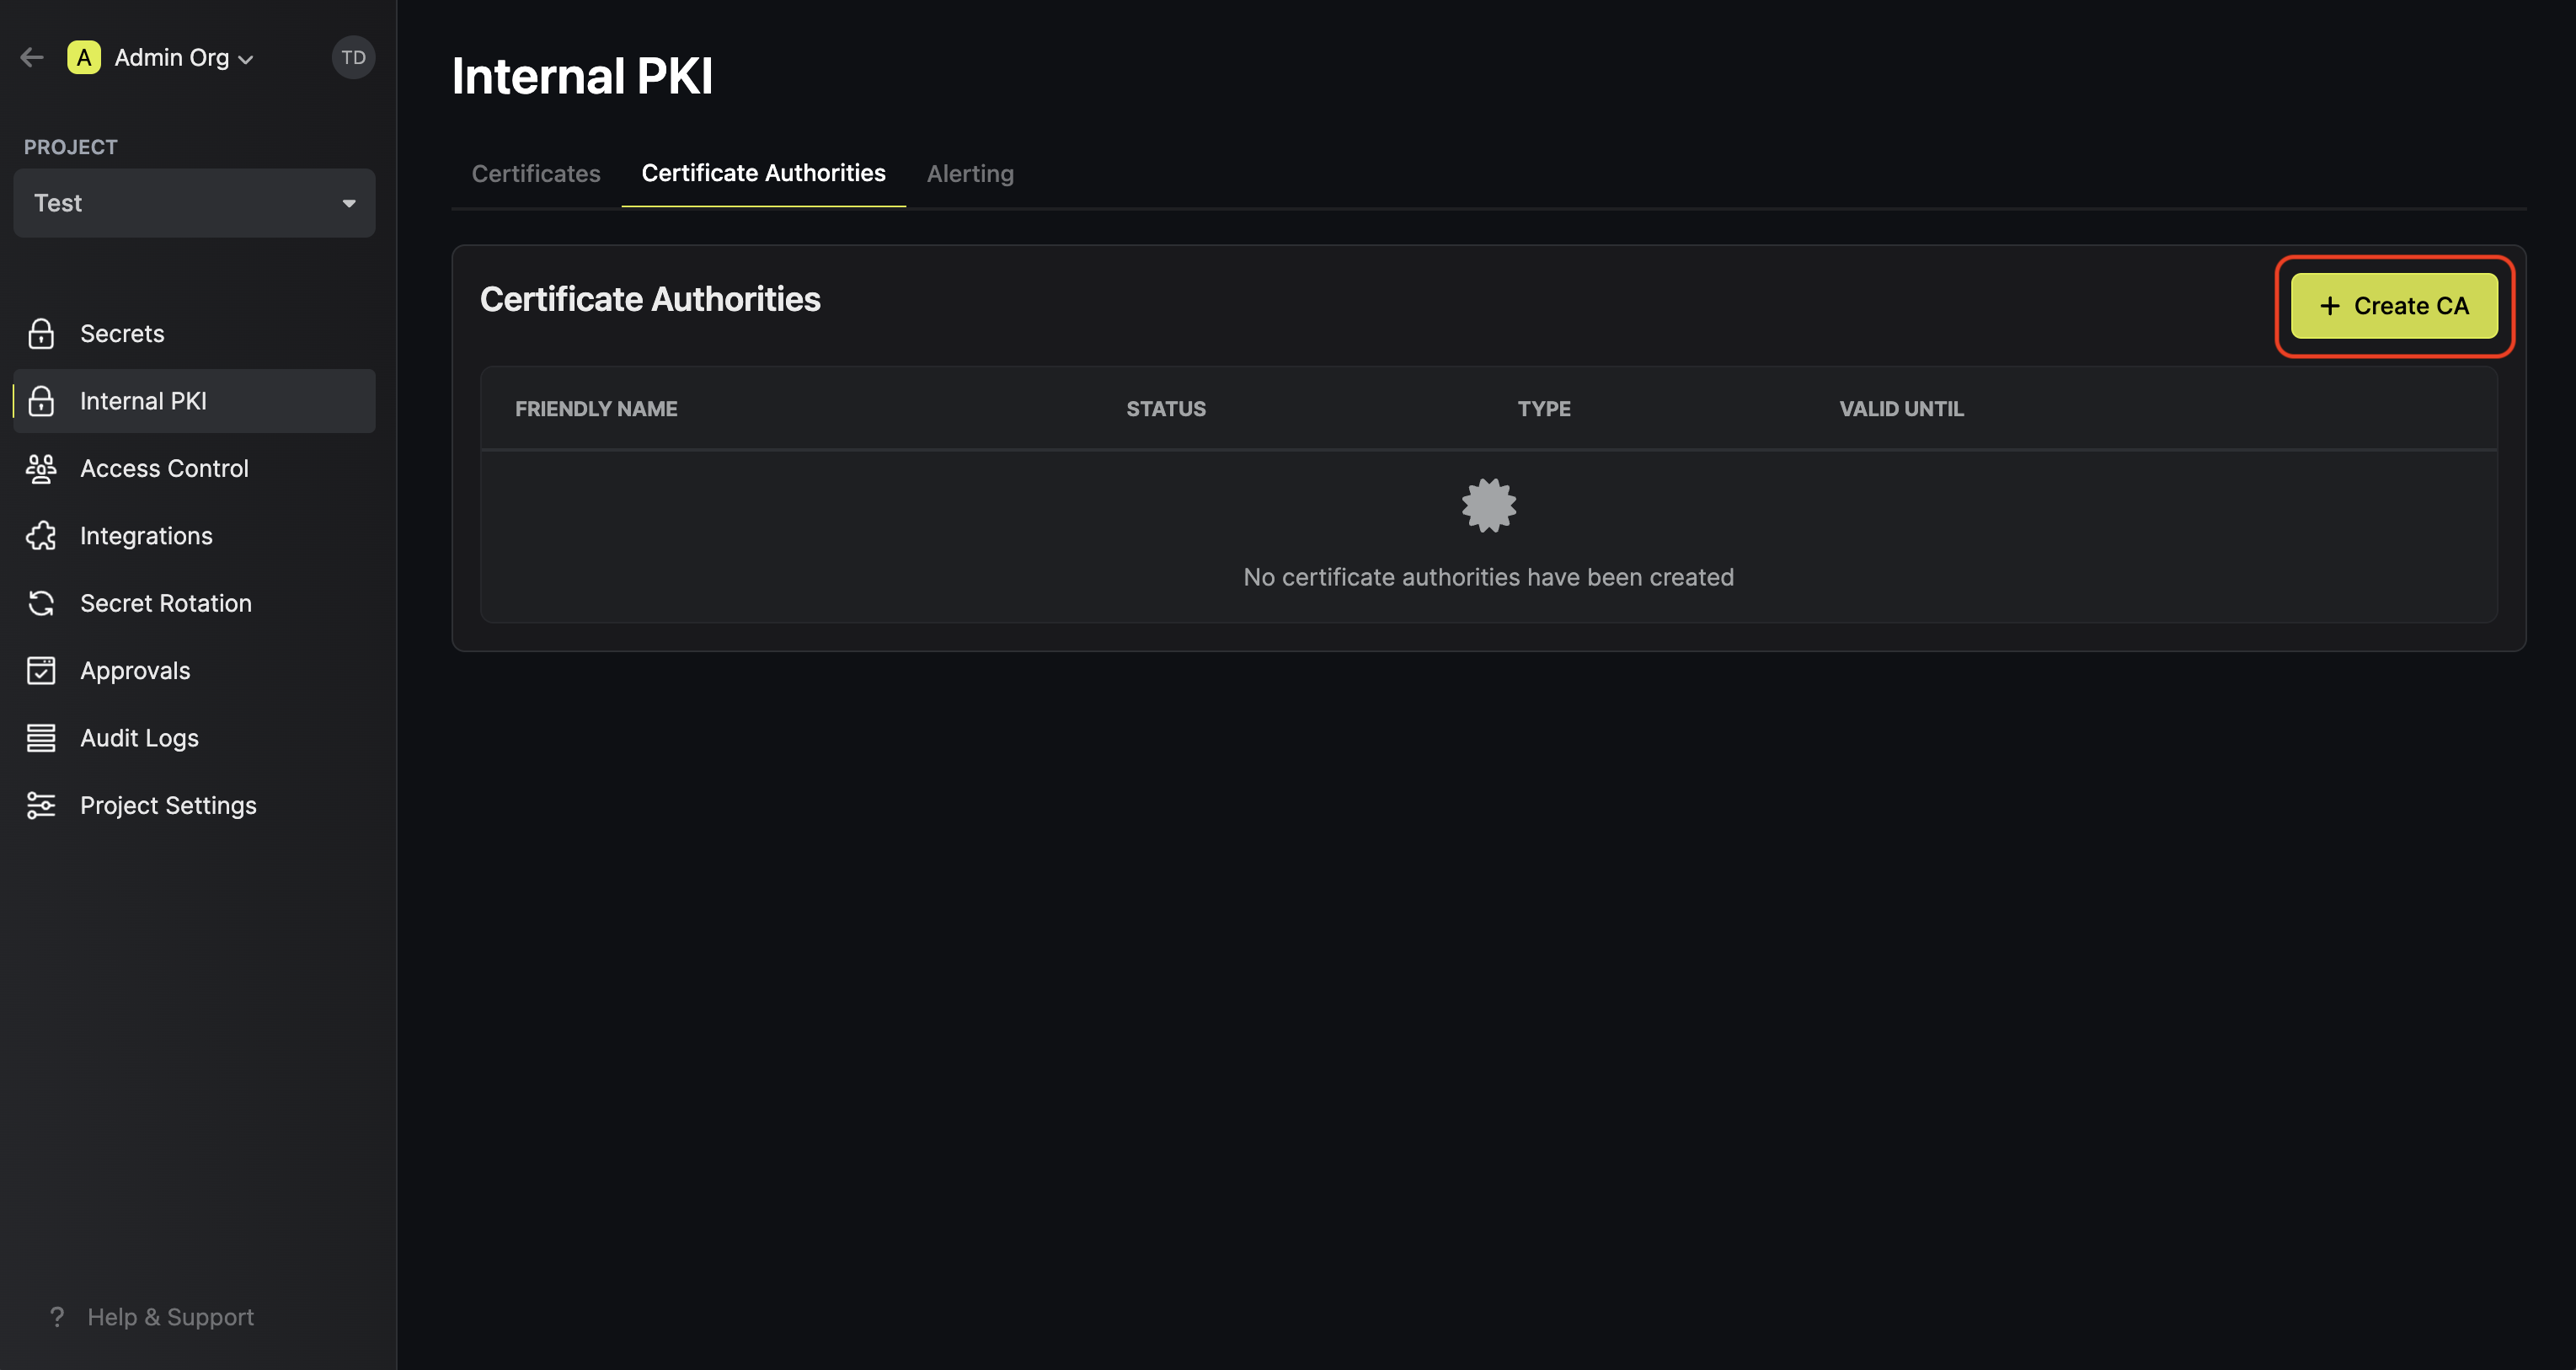 A Admin Org TD
PROJECT
Test
Secrets
Internal PKI
Access Control
Integrations
Secret Rotation
Approvals
Audit Logs
Project Settings
? Help & Support
Internal PKI
Certificates Certificate Authorities Alerting
Certificate Authorities
+ Create CA
FRIENDLY NAME STATUS TYPE VALID UNTIL
No certificate authorities have been created